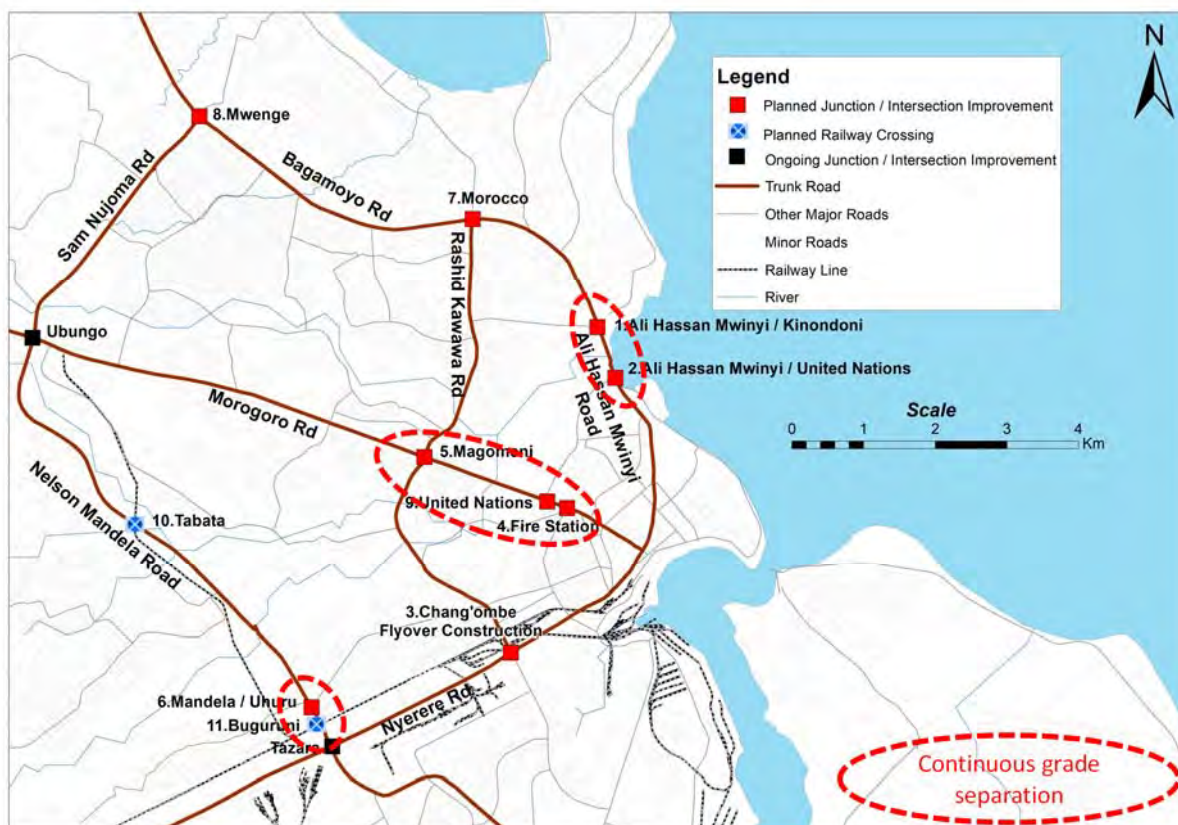 N
Legend
Planned Junction / Intersection Improvement
Planned Railway Crossing
Ongoing Junction / Intersection Improvement
Trunk Road
Other Major Roads
Minor Roads
Railway Line
River
8.Mwenge
Sam Nujoma Rd
Bagamoyo Rd
7.Morocco
Rashid Kawawa Rd
Ubungo
1.Ali Hassan Mwinyi / Kinondoni
2.Ali Hassan Mwinyi / United Nations
Ali Hassan Mwinyi
Road
Scale
0 1 2 3 4
Km
Morogoro Rd
5.Magomeni
9.United Nations
4.Fire Station
Nelson Mandela Road
10.Tabata
3.Chang'ombe
Flyover Construction
6.Mandela / Uhuru
11.Buguruni
Tazara
Nyerere Rd
Continuous grade
separation